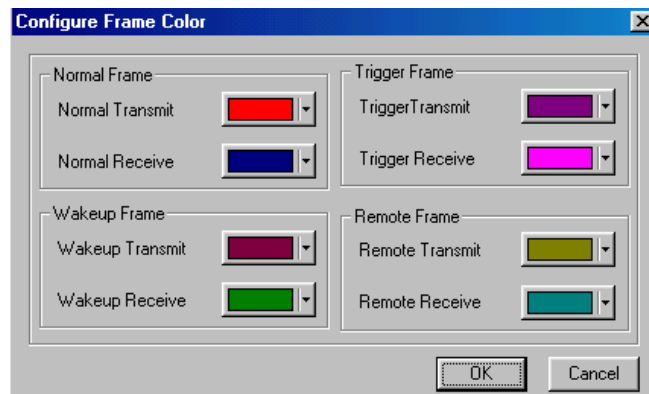 Configure Frame Color
Normal Frame
Normal Transmit
Normal Receive
Trigger Frame
TriggerTransmit
Trigger Receive
Wakeup Frame
Wakeup Transmit
Wakeup Receive
Remote Frame
Remote Transmit
Remote Receive
OK
Cancel